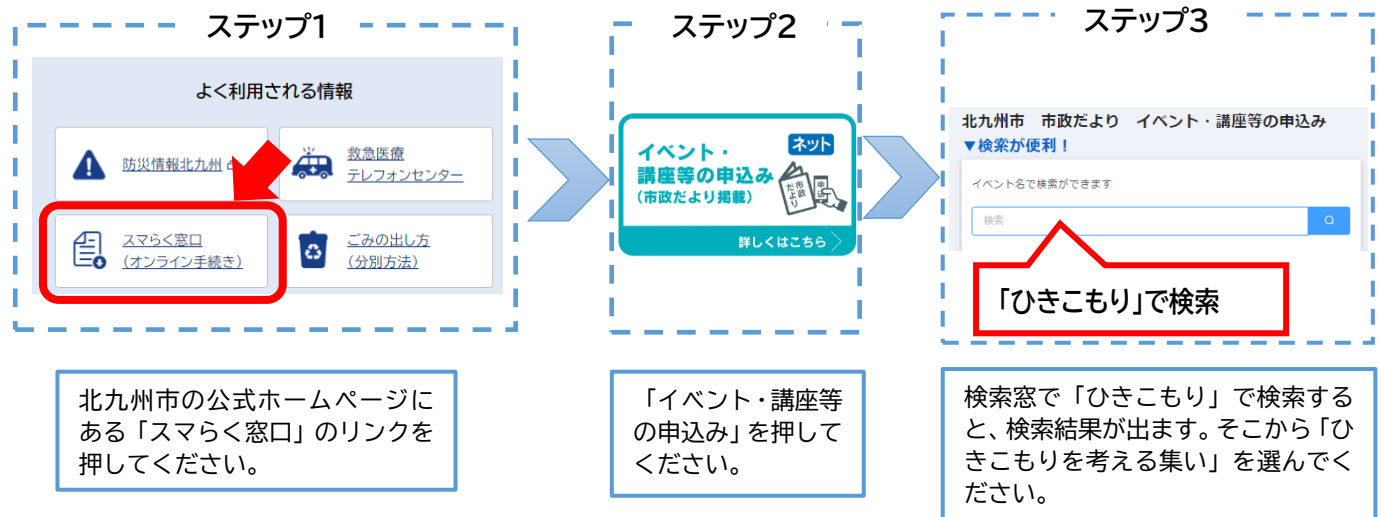 ステップ1
よく利用される情報
防災情報北九州
救急医療
テレフォンセンター
スマらく窓口
(オンライン手続き)
ごみの出し方
(分別方法)
北九州市の公式ホームページに
ある「スマらく窓口」のリンクを
押してください。
ステップ2
イベント・
講座等の申込み
(市政だより掲載)
ネット
市政
だより
申込
詳しくはこちら
「イベント・講座等
の申込み」を押して
ください。
ステップ3
北九州市 市政だより イベント・講座等の申込み
▼検索が便利!
イベント名で検索ができます
検索
「ひきこもり」で検索
検索窓で「ひきこもり」で検索する
と、検索結果が出ます。そこから「ひ
きこもりを考える集い」を選んでく
ださい。